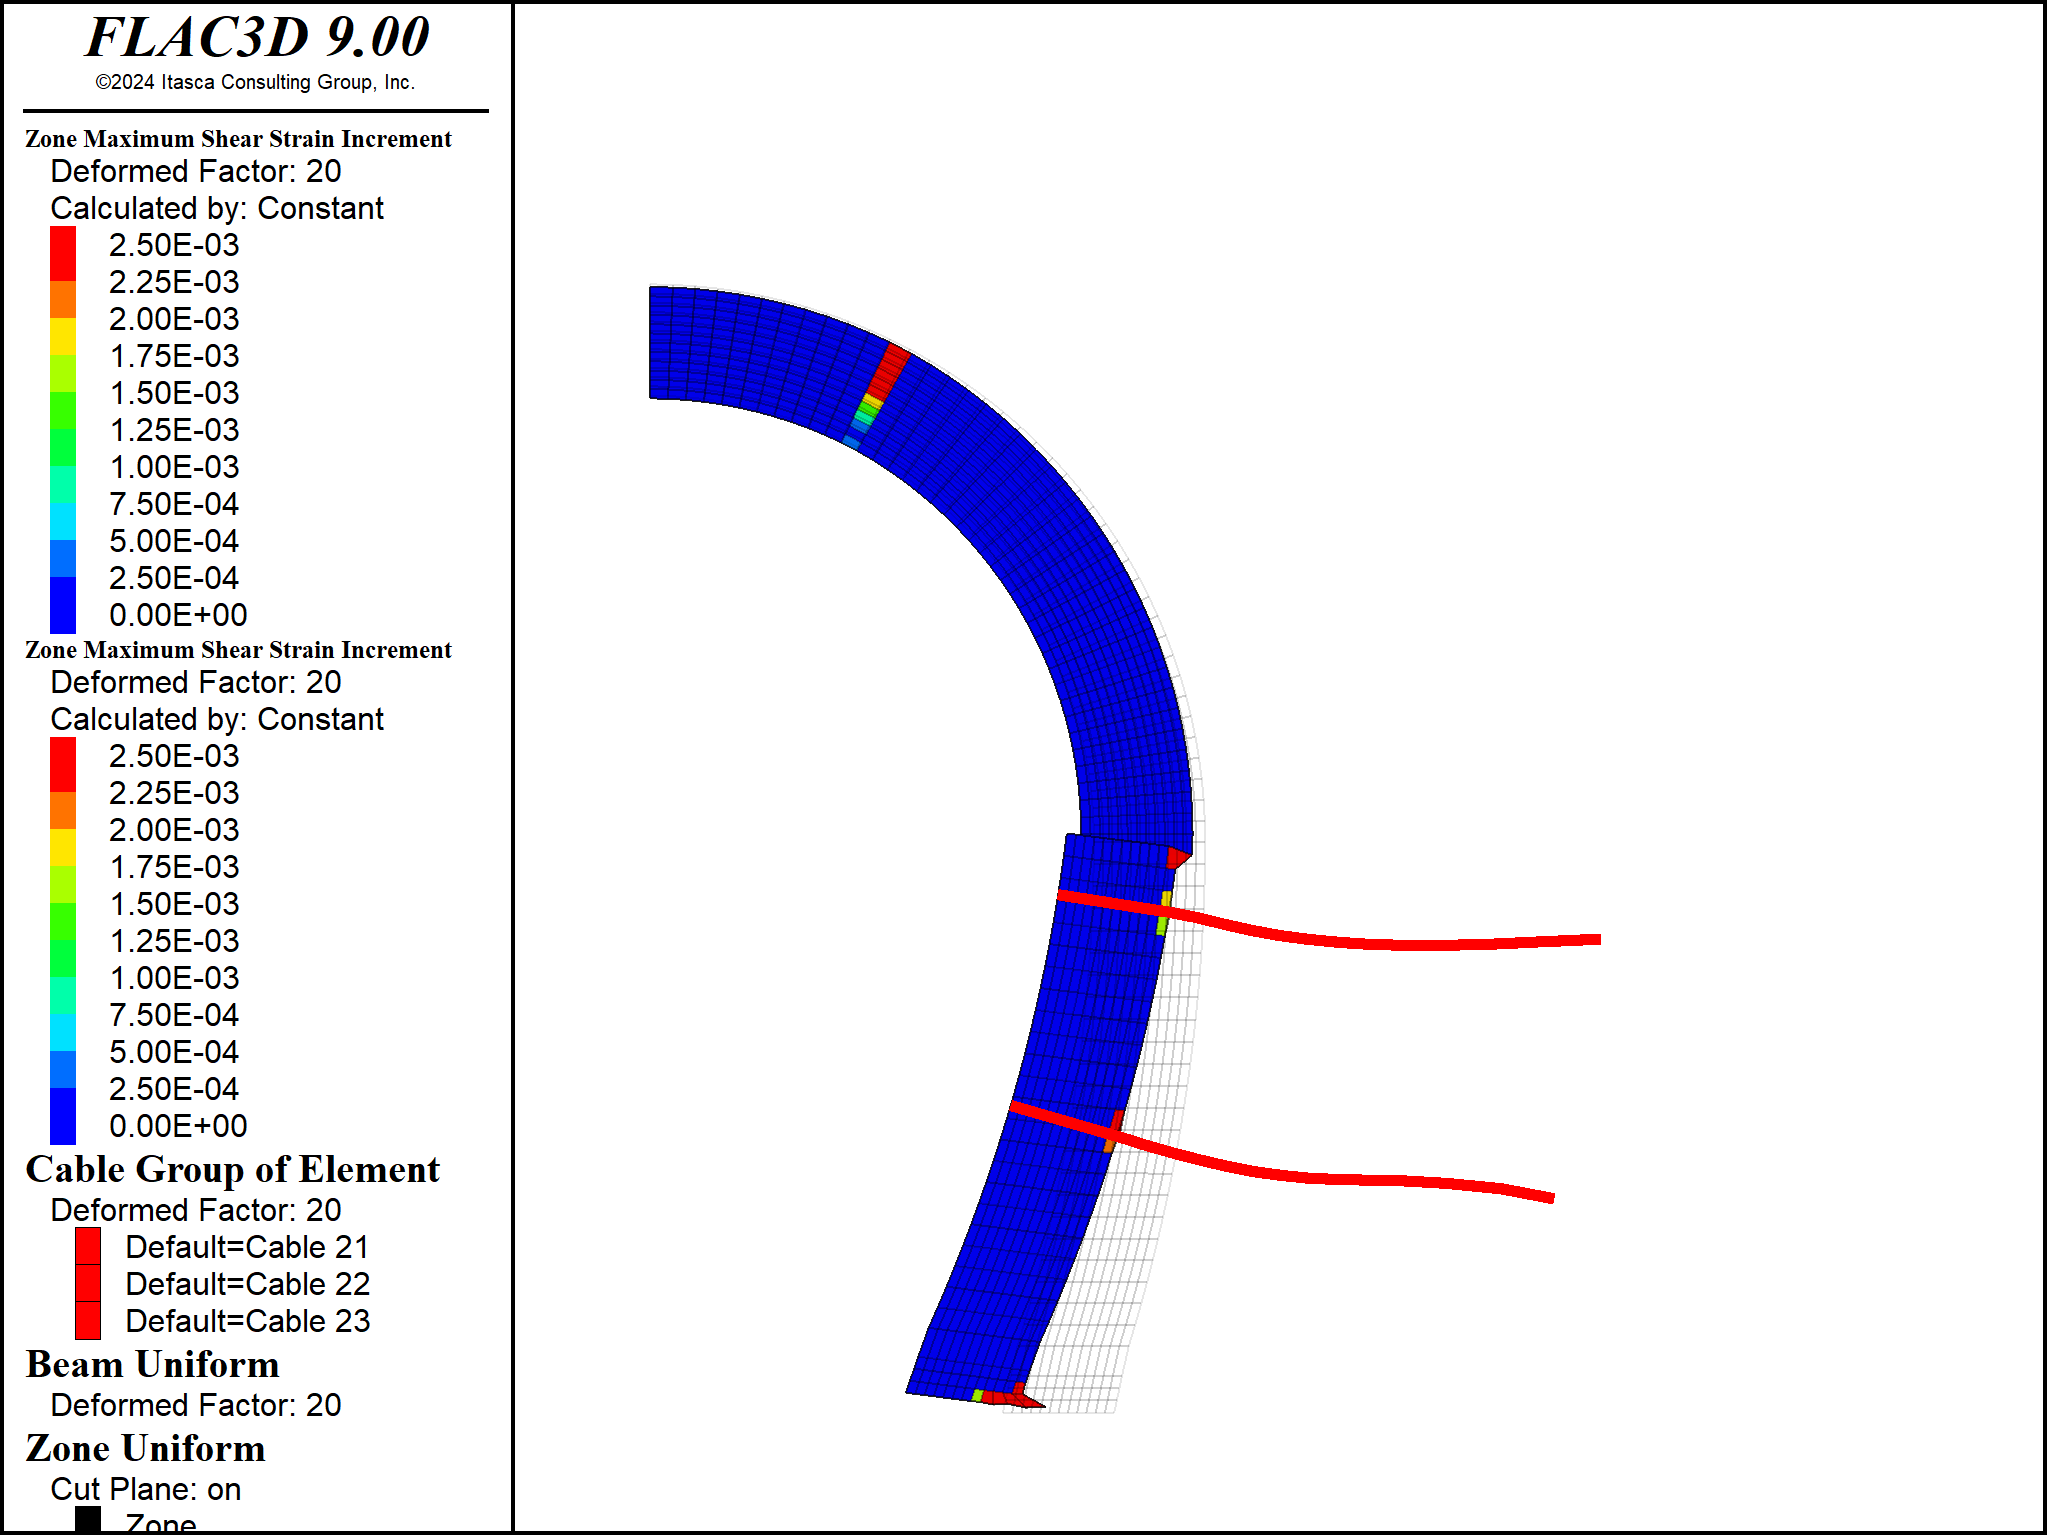 FLAC3D 9.00
©2024 Itasca Consulting Group, Inc.
Zone Maximum Shear Strain Increment
Deformed Factor: 20
Calculated by: Constant
2.50E-03
2.25E-03
2.00E-03
1.75E-03
1.50E-03
1.25E-03
1.00E-03
7.50E-04
5.00E-04
2.50E-04
0.00E+00
Zone Maximum Shear Strain Increment
Deformed Factor: 20
Calculated by: Constant
2.50E-03
2.25E-03
2.00E-03
1.75E-03
1.50E-03
1.25E-03
1.00E-03
7.50E-04
5.00E-04
2.50E-04
0.00E+00
Cable Group of Element
Deformed Factor: 20
Default=Cable 21
Default=Cable 22
Default=Cable 23
Beam Uniform
Deformed Factor: 20
Zone Uniform
Cut Plane: on
Zone